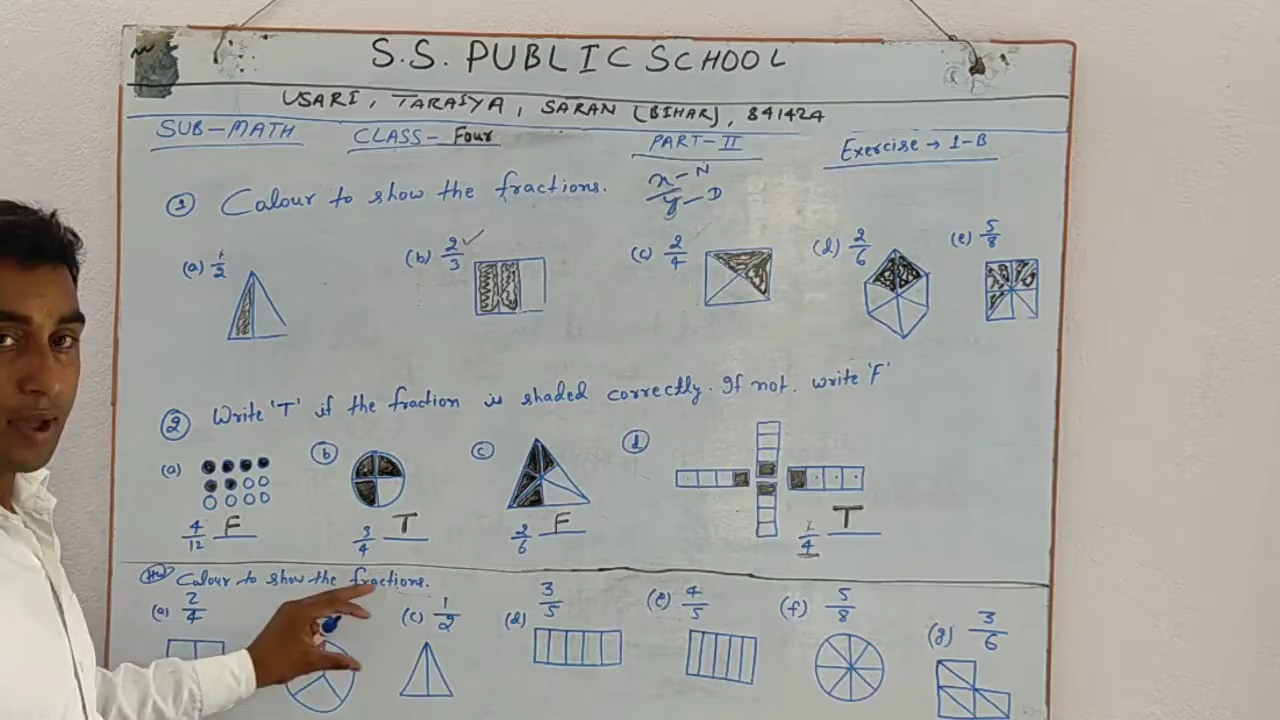 S.S. PUBLIC SCHOOL
USARI, TARAIYA, SARAN (BIHAR), 841424
SUB-MATH CLASS-Four PART-II Exercise → 1-B
① Calour to show the fractions. x-N
y-D
(a) 1/2 (b) 2/3 (c) 2/4 (d) 2/6 (e) 5/8
② Write 'T' if the fraction is shaded correctly. If not. write 'F'
(a) ⓑ ⓒ ⓓ
4/12 F 3/4 T 2/6 F 1/4 T
HW Calour to show the fractions.
(a) 2/4 (c) 1/2 (d) 3/5 (e) 4/5 (f) 5/8 (g) 3/6